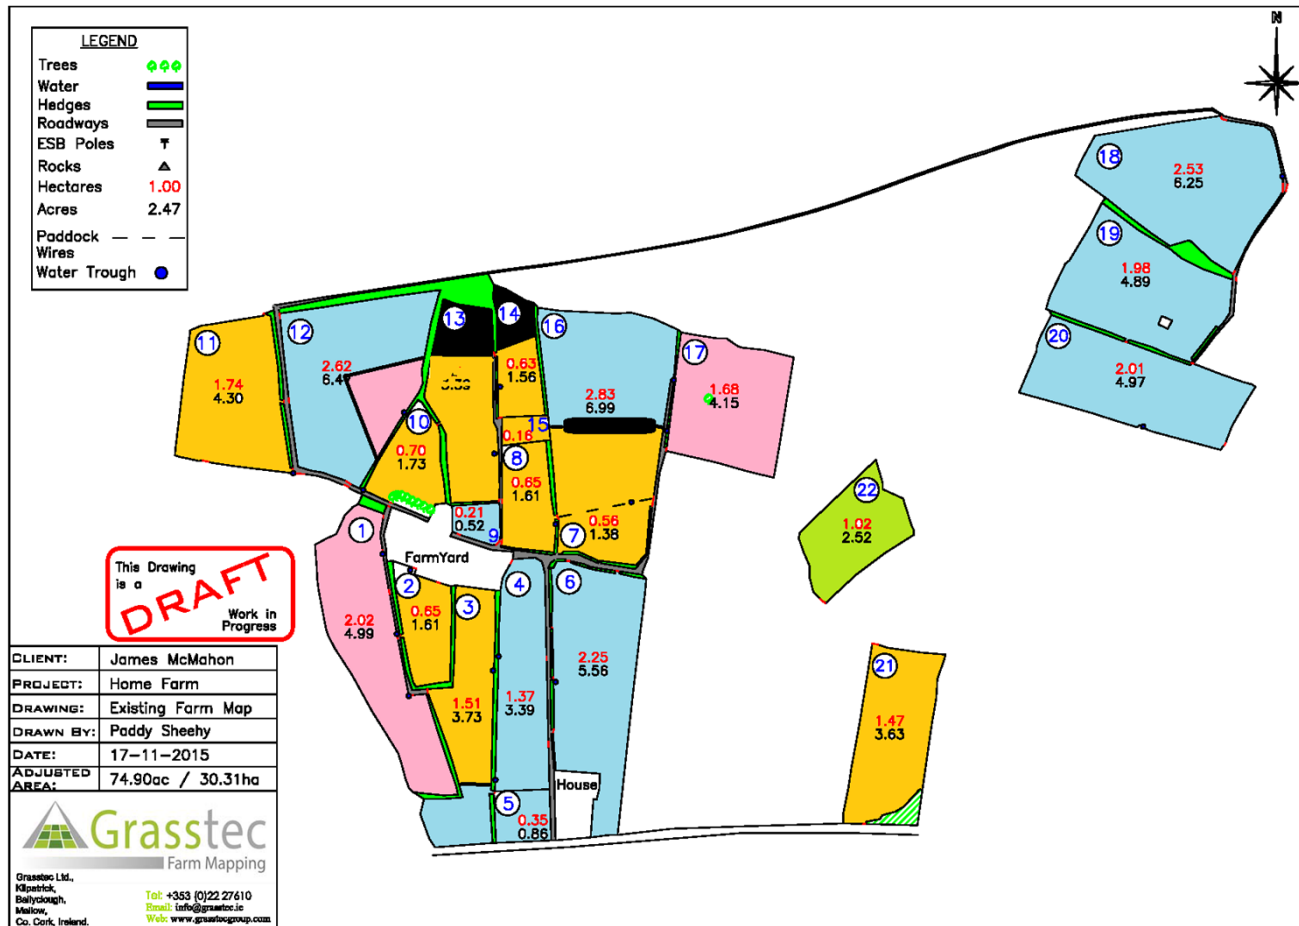 N
LEGEND
Trees
Water
Hedges
Roadways
ESB Poles
Rocks
Hectares 1.00
Acres 2.47
Paddock
Wires
Water Trough
18
2.53
6.25
19
1.98
4.89
20
2.01
4.97
11
1.74
4.30
12
2.62
13
14
0.63
1.56
16
2.83
6.99
17
1.68
4.15
10
0.70
1.73
15
0.16
8
0.65
1.61
0.21
0.52
9
7
0.56
1.38
22
1.02
2.52
1
2.02
4.99
FarmYard
2
0.65
1.61
3
1.51
3.73
4
1.37
3.39
6
2.25
5.56
5
0.35
0.86
House
21
1.47
3.63
This Drawing
is a
DRAFT
Work in
Progress
CLIENT: James McMahon
PROJECT: Home Farm
DRAWING: Existing Farm Map
DRAWN BY: Paddy Sheehy
DATE: 17-11-2015
ADJUSTED
AREA: 74.90ac / 30.31ha
Grasstec
Farm Mapping
Grasstec Ltd.,
Kilpatrick,
Ballyclough,
Mallow,
Co. Cork, Ireland.
Tel: +353 (0)22 27610
Email: info@grasstec.ie
Web: www.grasstecgroup.com